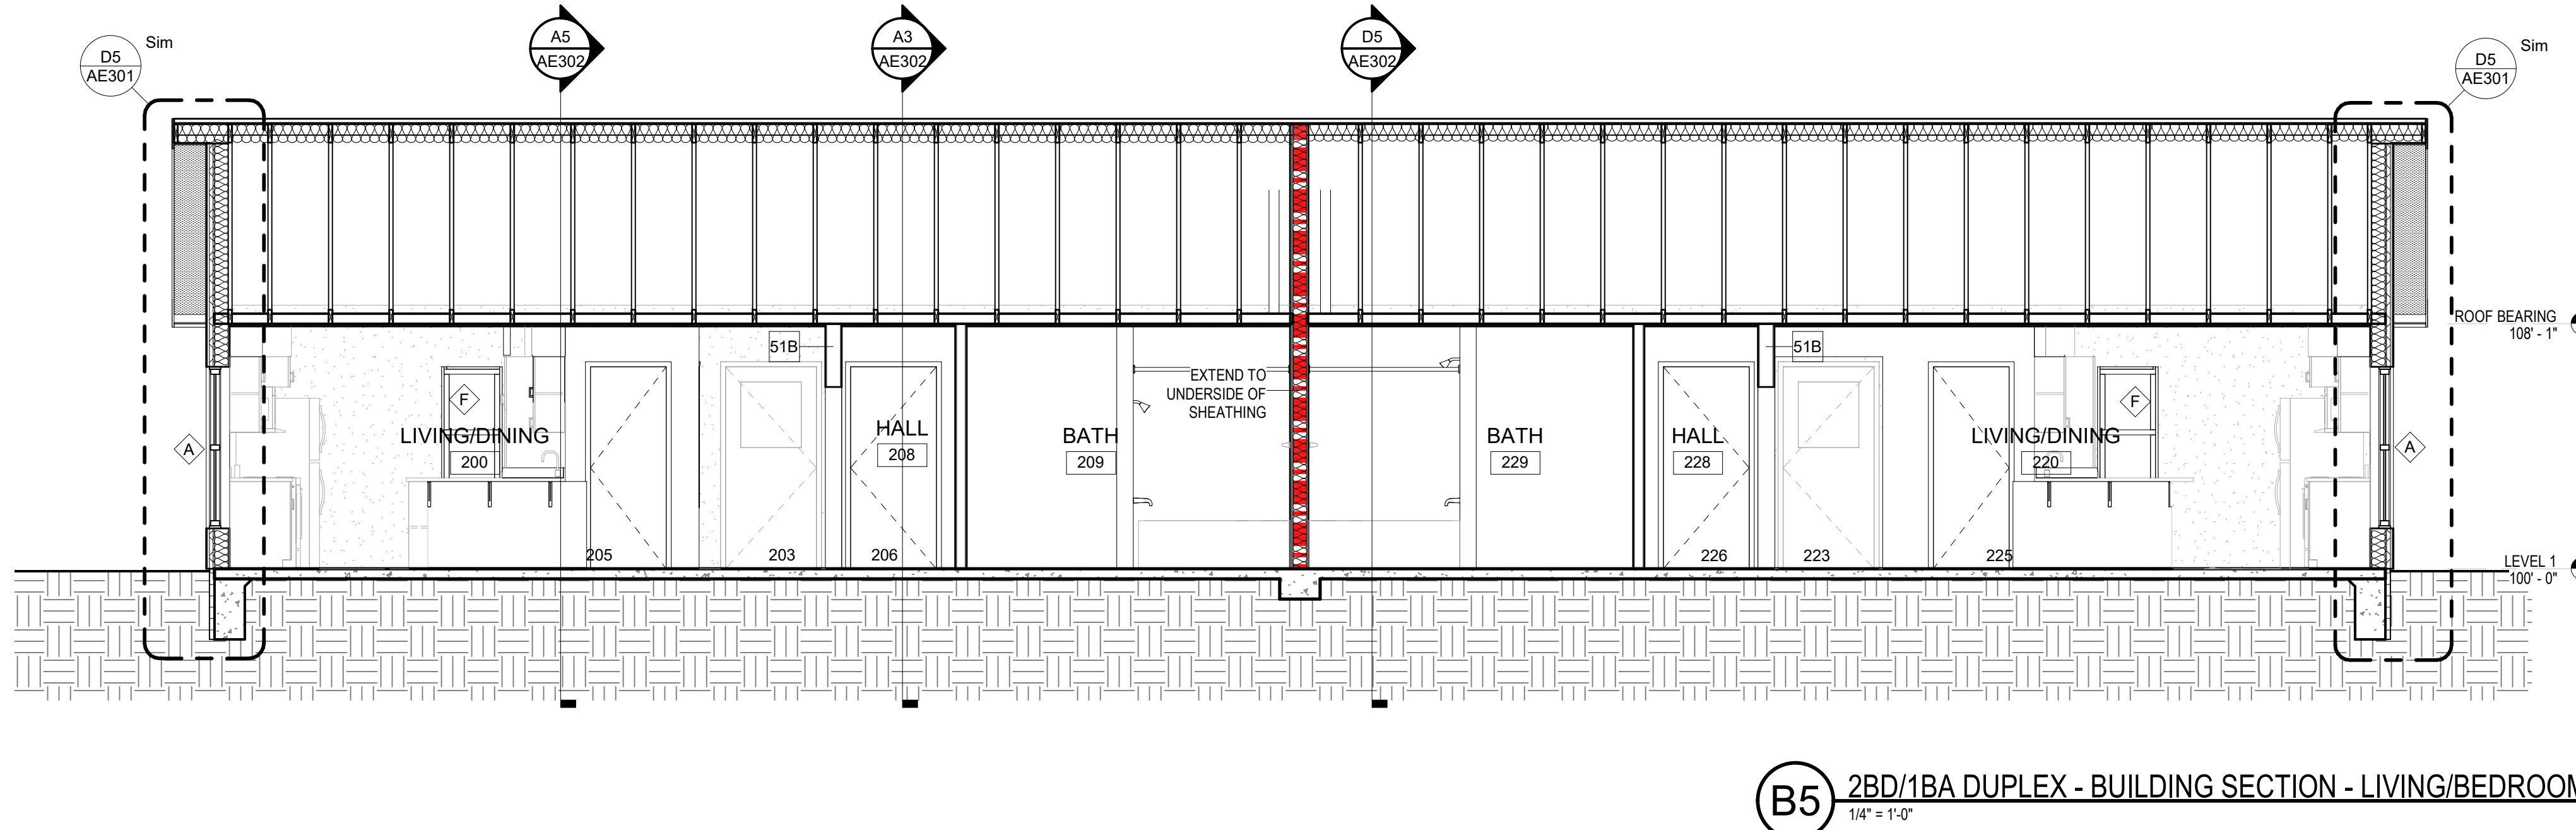 A5
AE302
A3
AE302
D5
AE302
D5
AE301
Sim
D5
AE301
Sim
ROOF BEARING
108' - 1"
51B
51B
EXTEND TO
UNDERSIDE OF
SHEATHING
F
F
A
A
LIVING/DINING
200
HALL
208
BATH
209
BATH
229
HALL
228
LIVING/DINING
220
205
203
206
226
223
225
LEVEL 1
100' - 0"
B5
2BD/1BA DUPLEX - BUILDING SECTION - LIVING/BEDROOM
1/4" = 1'-0"